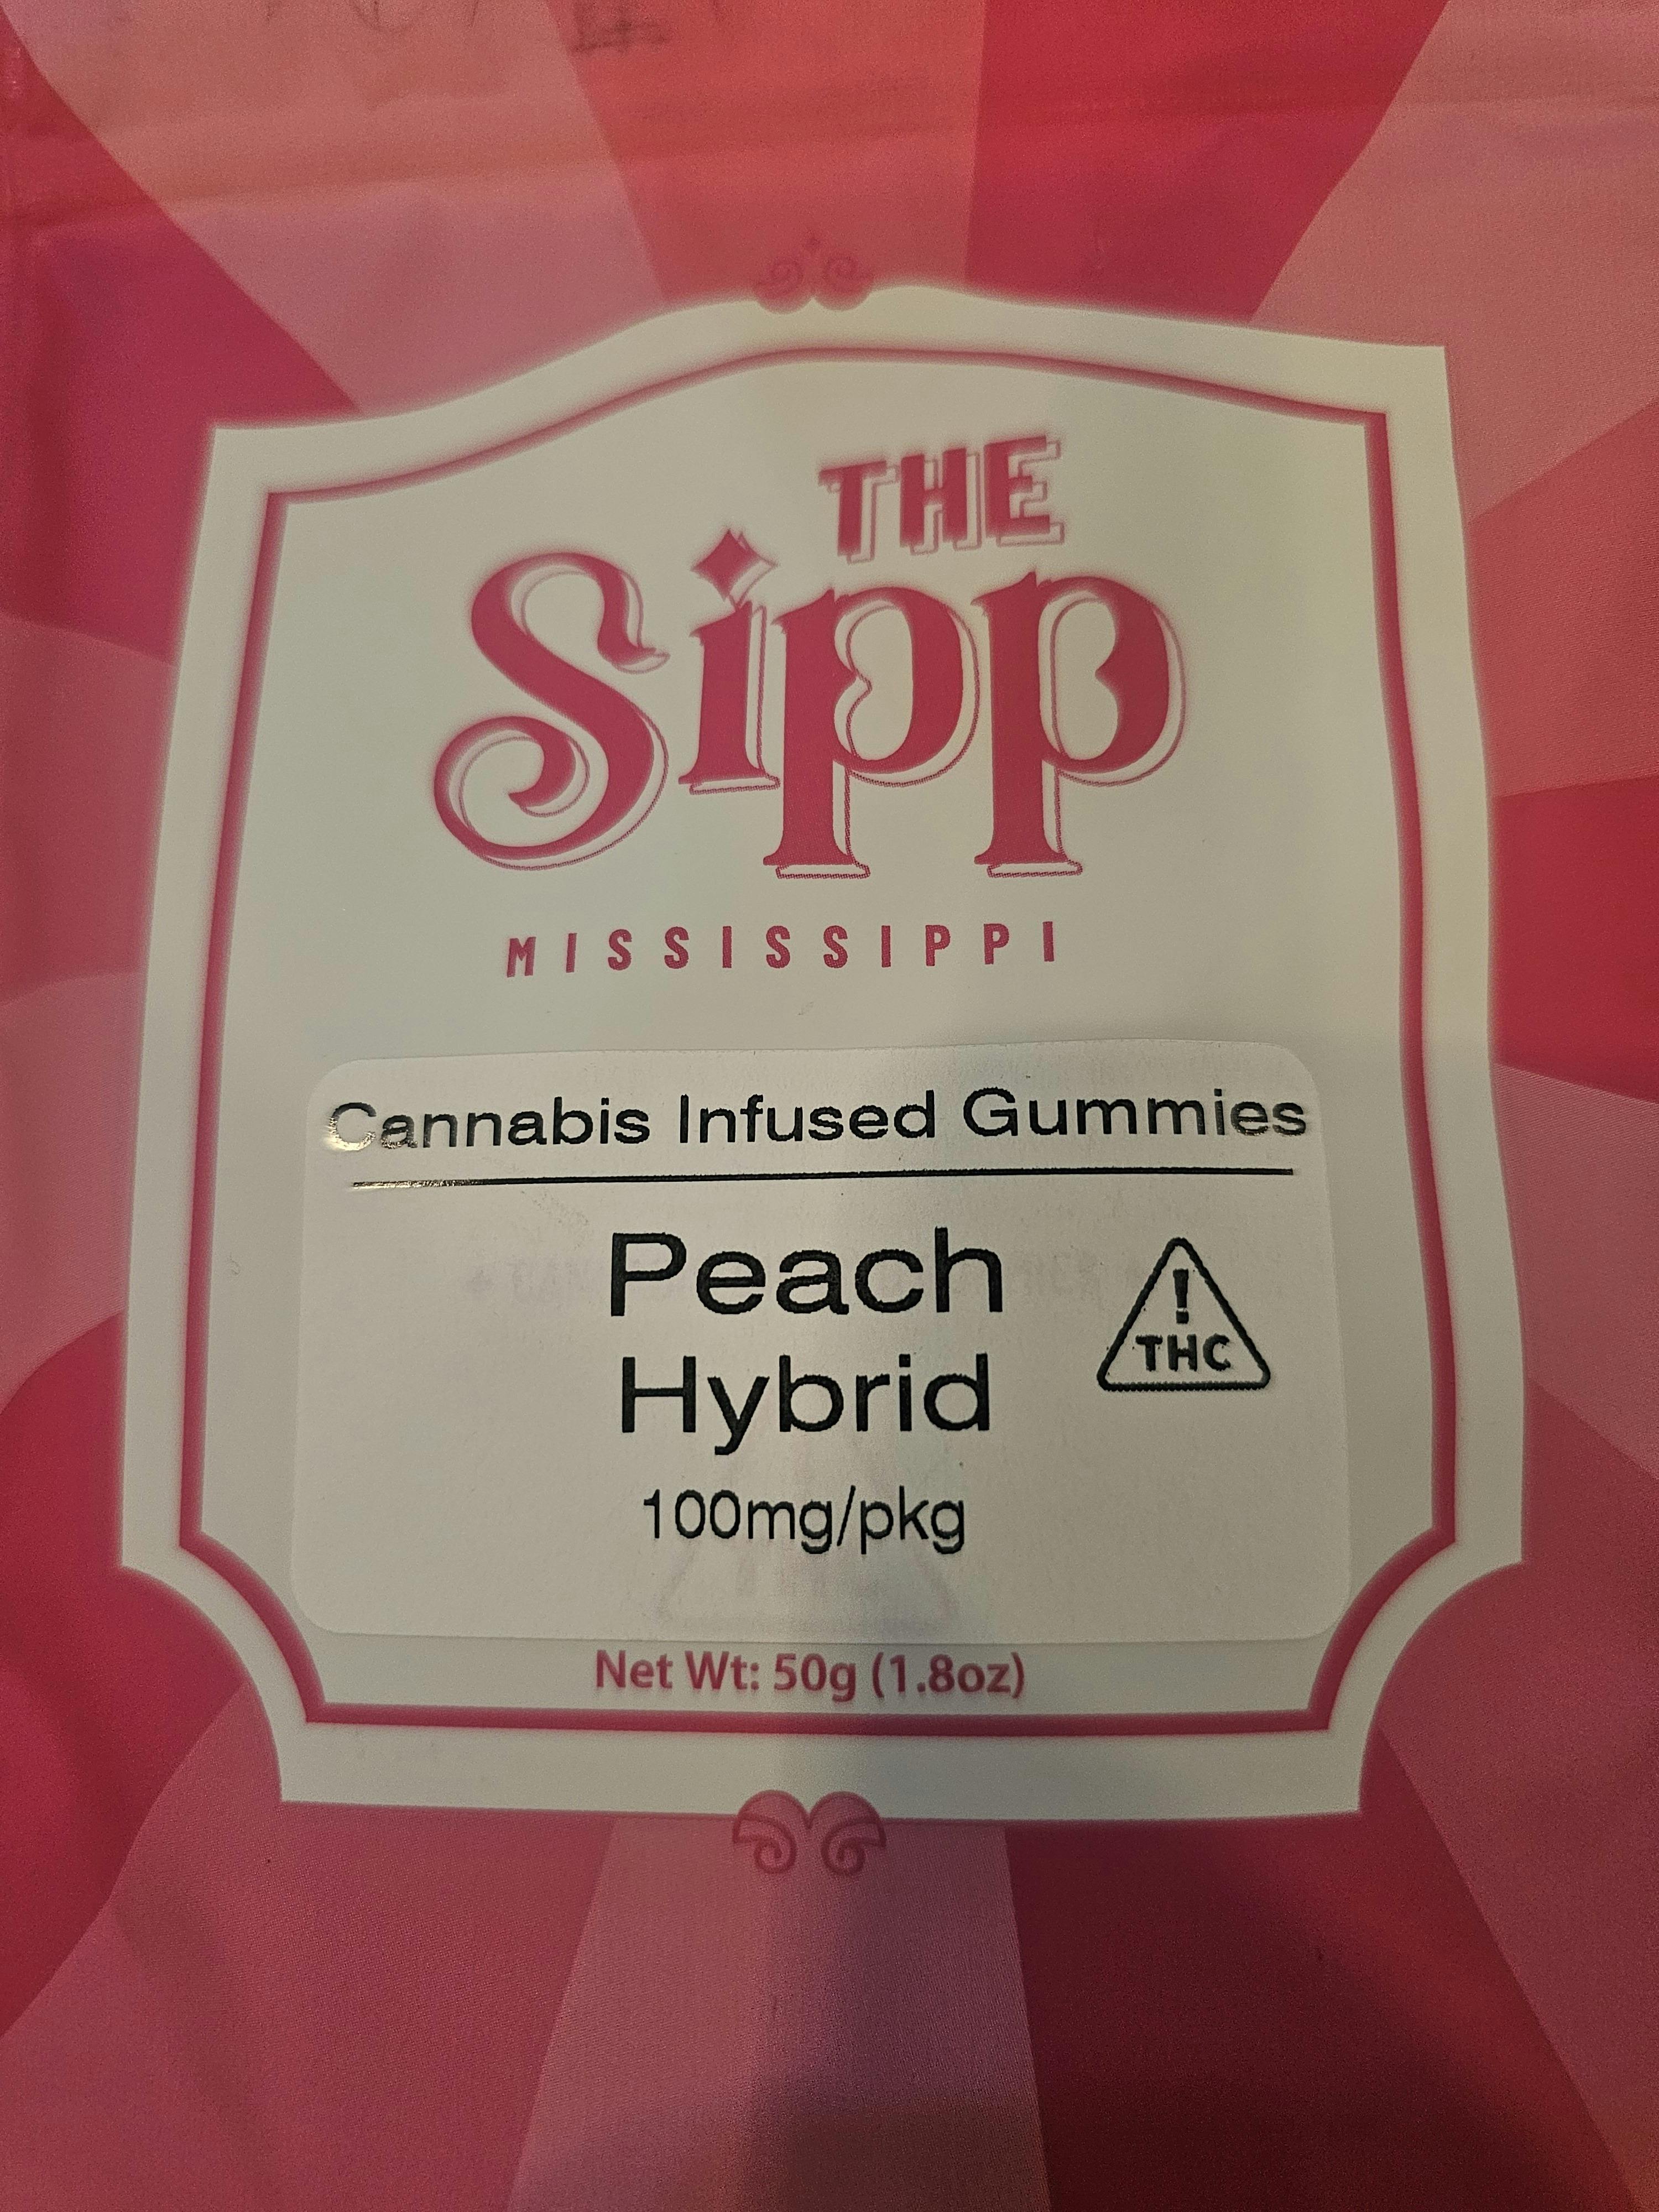 THE
Sipp
MISSISSIPPI
Cannabis Infused Gummies
Peach
Hybrid
!
THC
100mg/pkg
Net Wt: 50g (1.8oz)